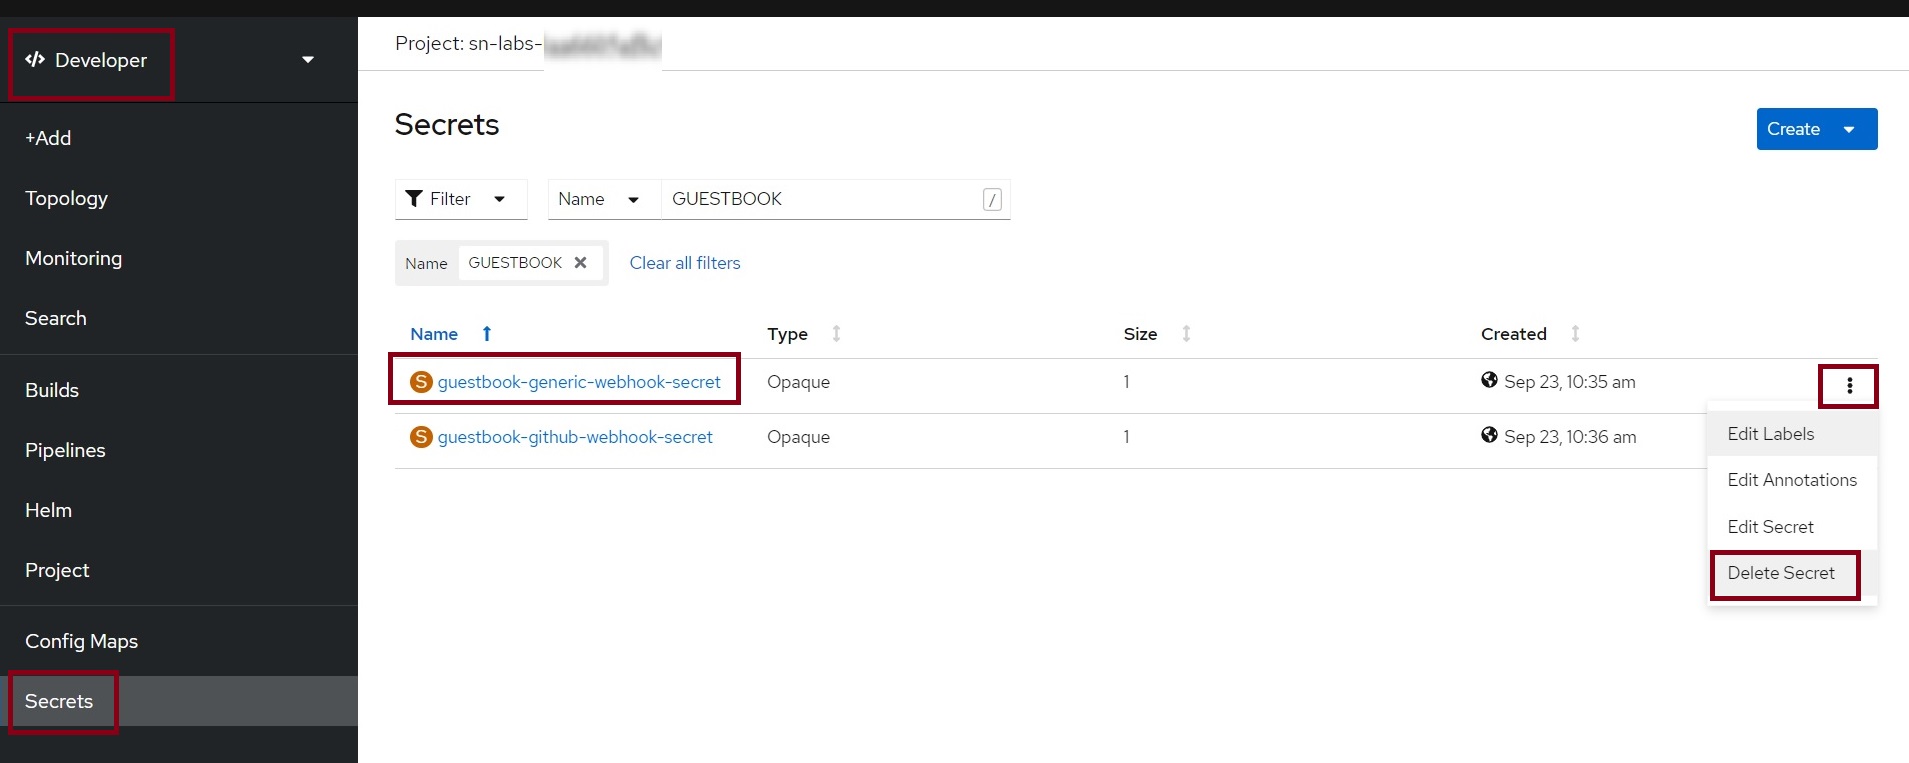 </> Developer
+Add
Topology
Monitoring
Search
Builds
Pipelines
Helm
Project
Config Maps
Secrets
Project: sn-labs-
Secrets
Create
Filter Name GUESTBOOK /
Name GUESTBOOK ✕ Clear all filters
Name Type Size Created
S guestbook-generic-webhook-secret Opaque 1 Sep 23, 10:35 am
S guestbook-github-webhook-secret Opaque 1 Sep 23, 10:36 am
Edit Labels
Edit Annotations
Edit Secret
Delete Secret